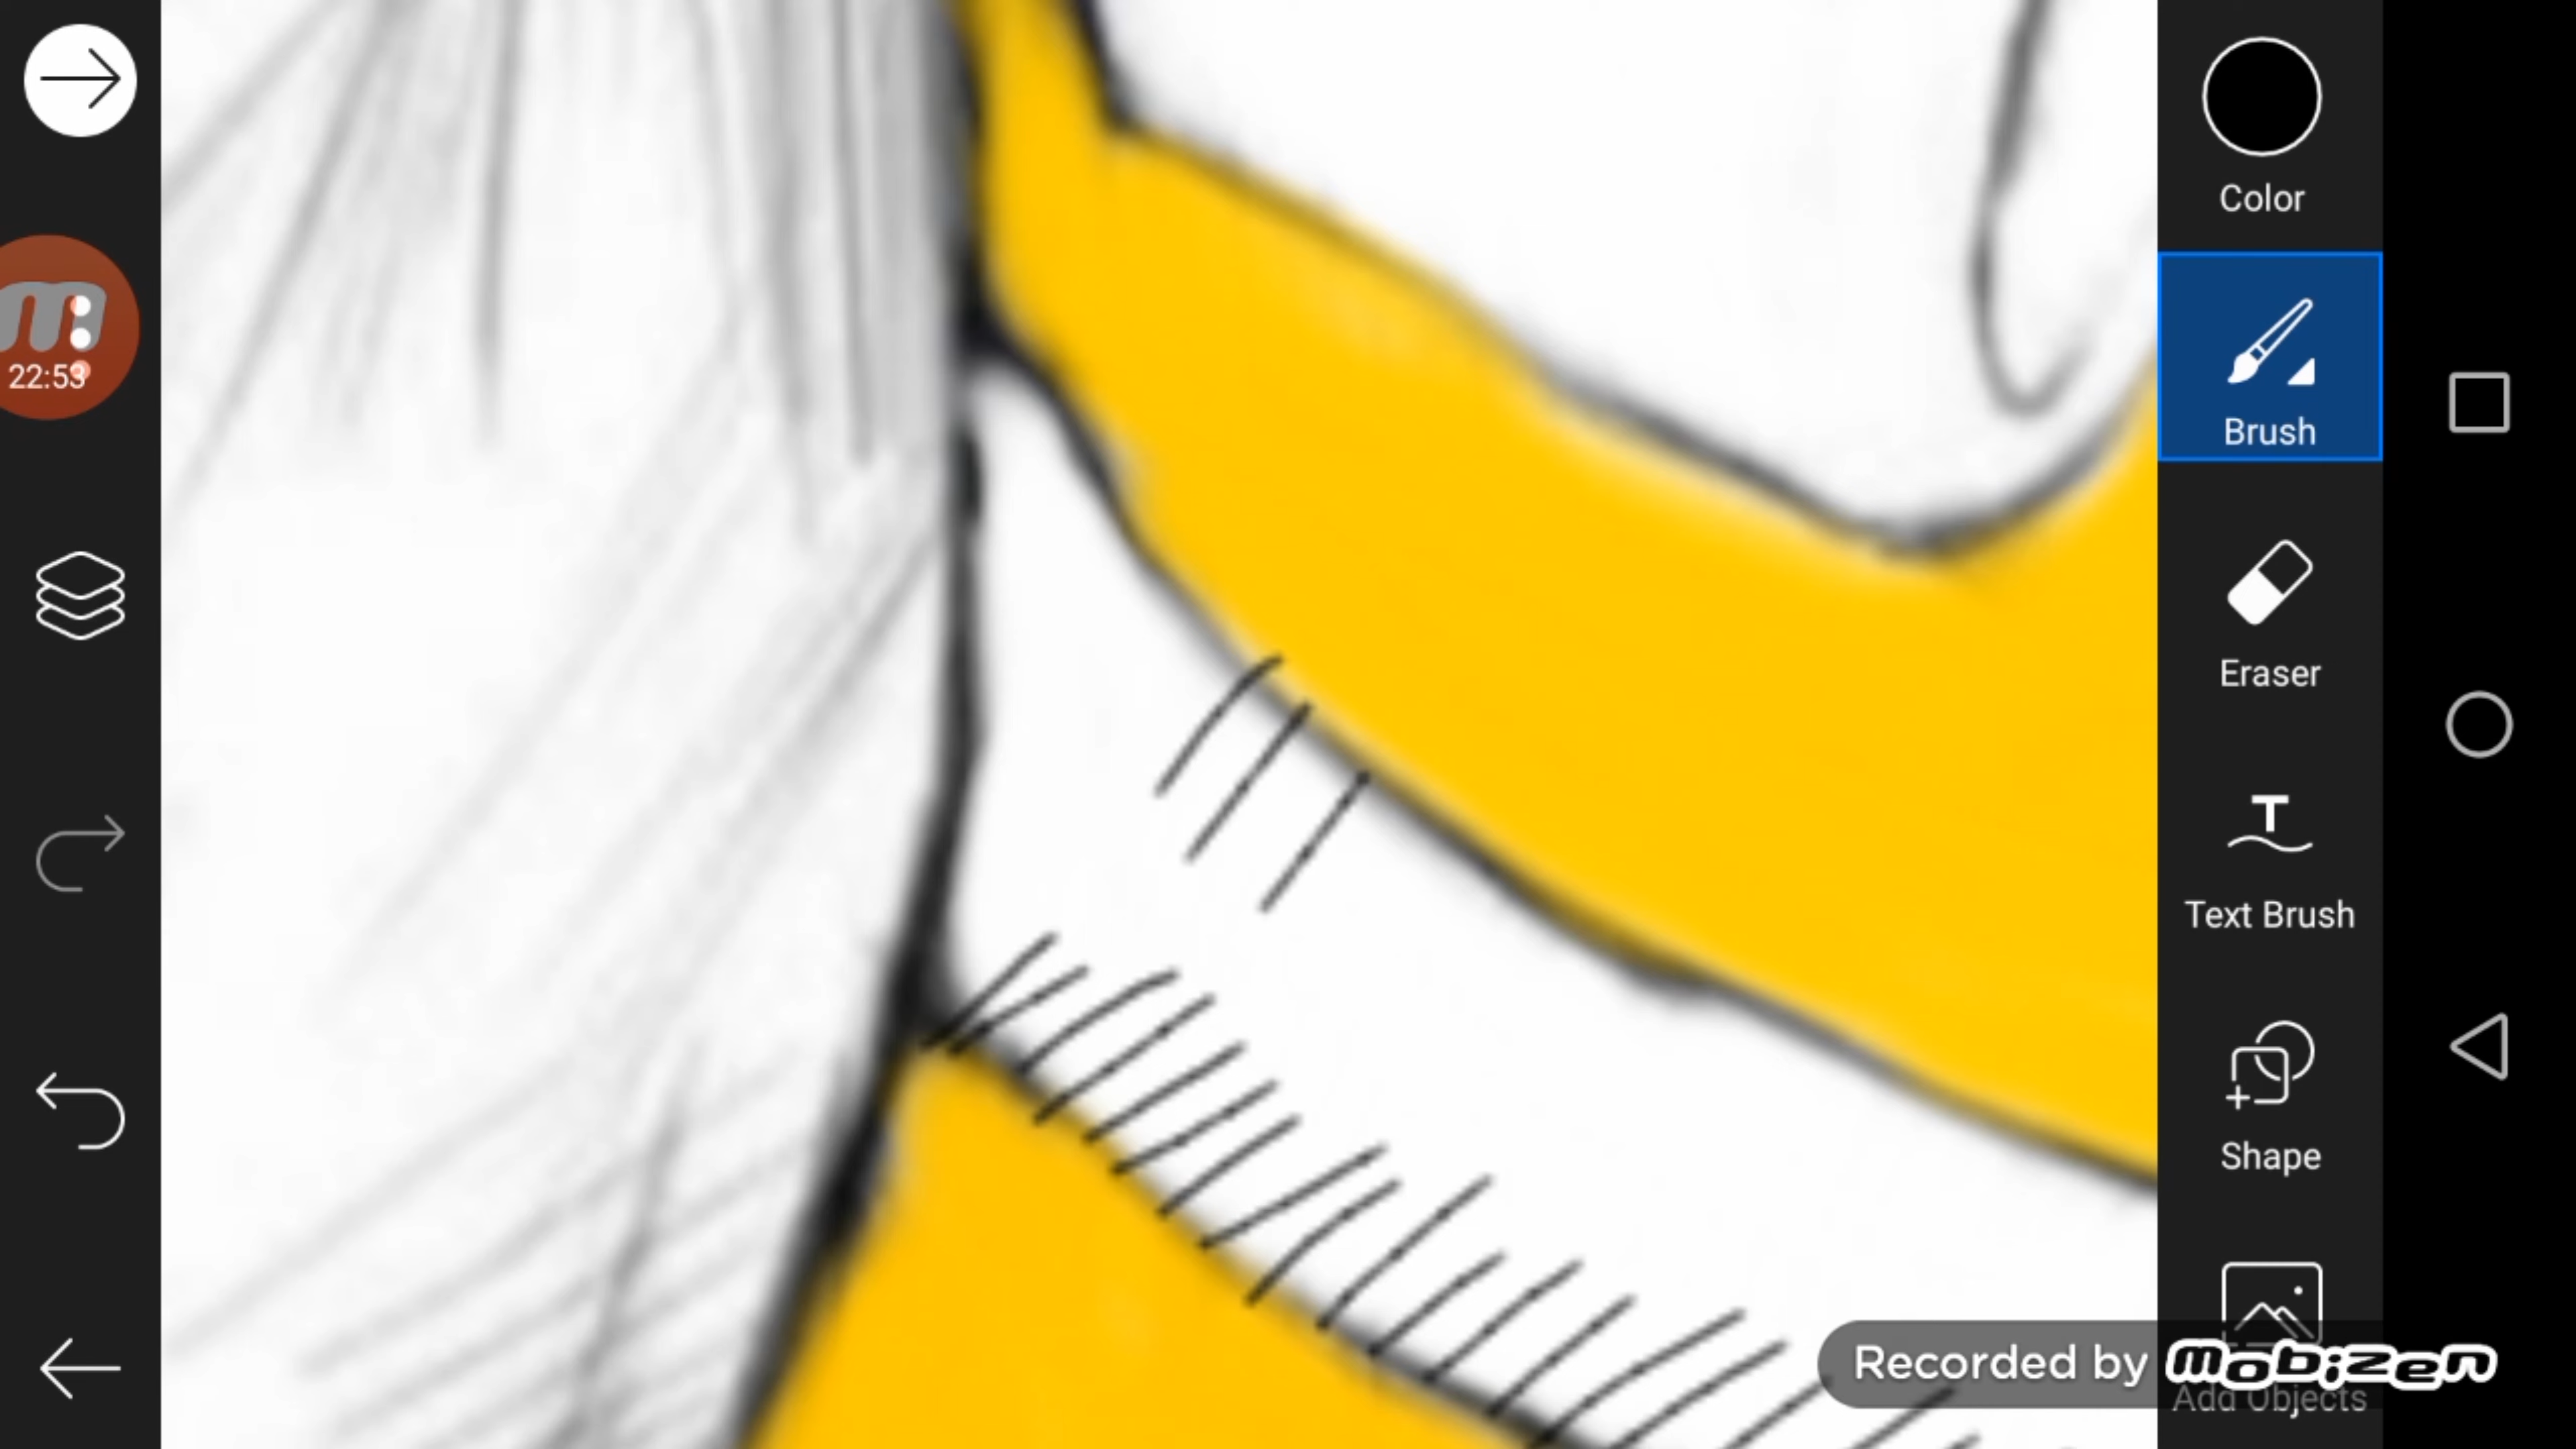 Color
22:53
Brush
Eraser
T
Text Brush
Shape
Recorded by mobizen
Add Objects